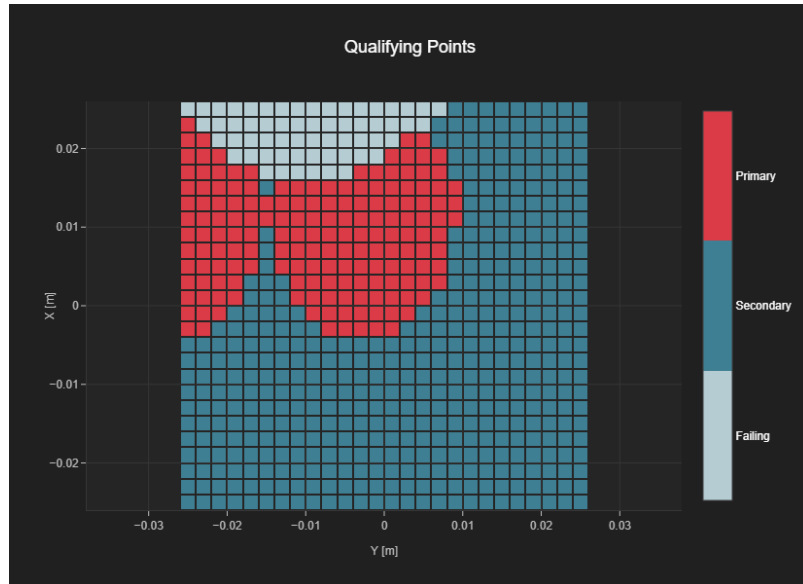 Qualifying Points
0.02
0.01
0
−0.01
−0.02
X [m]
−0.03
−0.02
−0.01
0
0.01
0.02
0.03
Y [m]
Primary
Secondary
Failing